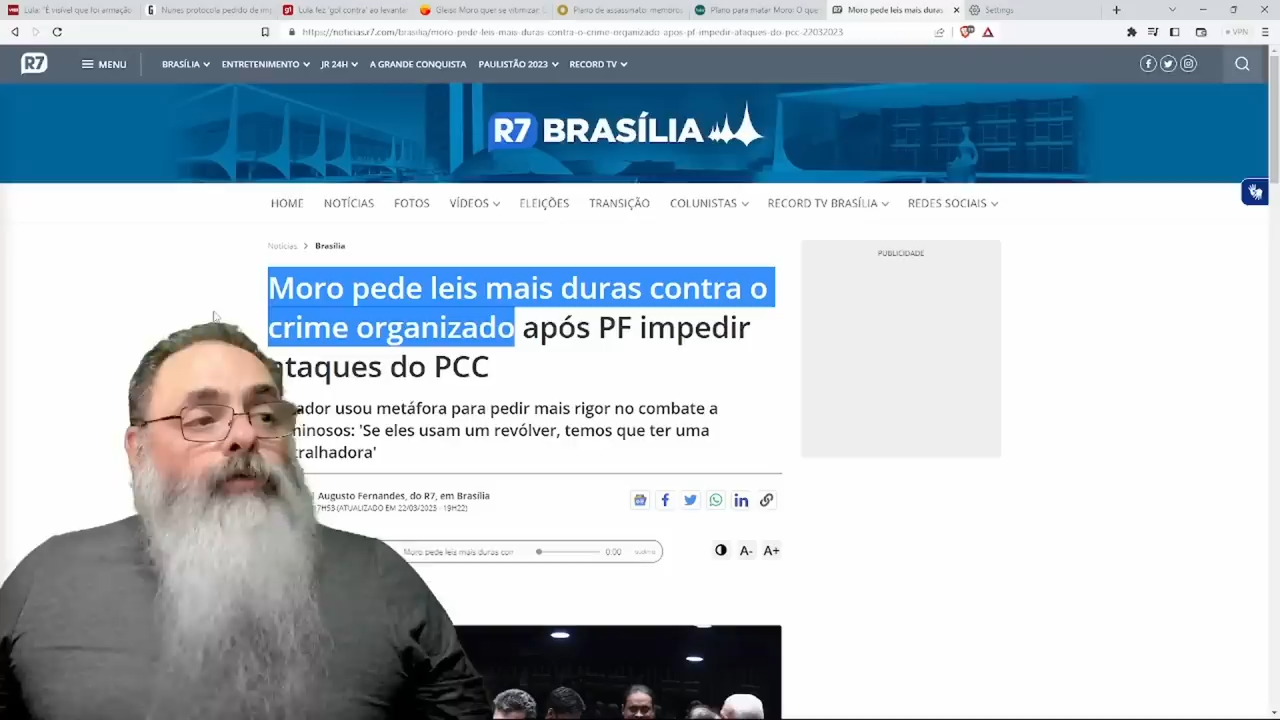 Lula: "É visível que foi armação
Nunes protocola pedido de imp
Lula fez 'gol contra' ao levantar
Gleisi: Moro quer se vitimizar
Plano de assassinato: memoro
Plano para matar Moro: O que
Moro pede leis mais duras
Settings
https://noticias.r7.com/brasilia/moro-pede-leis-mais-duras-contra-o-crime-organizado-apos-pf-impedir-ataques-do-pcc-22032023
VPN
R7
MENU
BRASÍLIA
ENTRETENIMENTO
JR 24H
A GRANDE CONQUISTA
PAULISTÃO 2023
RECORD TV
R7 BRASÍLIA
HOME
NOTÍCIAS
FOTOS
VÍDEOS
ELEIÇÕES
TRANSIÇÃO
COLUNISTAS
RECORD TV BRASÍLIA
REDES SOCIAIS
Notícias > Brasília
PUBLICIDADE
Moro pede leis mais duras contra o
crime organizado após PF impedir
ataques do PCC
ador usou metáfora para pedir mais rigor no combate a
minosos: 'Se eles usam um revólver, temos que ter uma
tralhadora'
Augusto Fernandes, do R7, em Brasília
7H53 (ATUALIZADO EM 22/03/2023 - 19H22)
Moro pede leis mais duras con
0:00
A-
A+